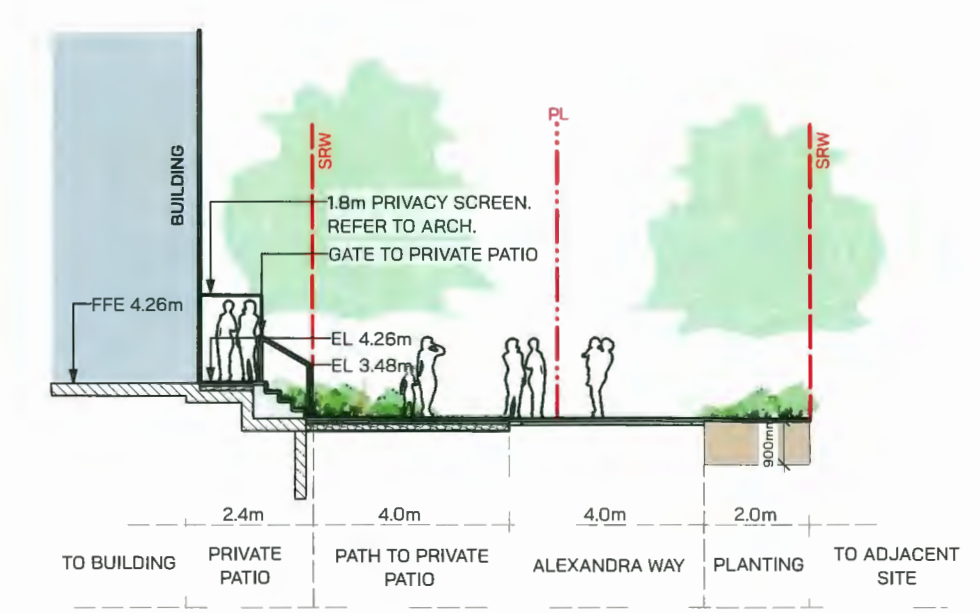 PL
SRW
SRW
BUILDING
1.8m PRIVACY SCREEN.
REFER TO ARCH.
GATE TO PRIVATE PATIO
FFE 4.26m
EL 4.26m
EL 3.48m
900mm
2.4m
4.0m
4.0m
2.0m
TO BUILDING
PRIVATE
PATIO
PATH TO PRIVATE
PATIO
ALEXANDRA WAY
PLANTING
TO ADJACENT
SITE